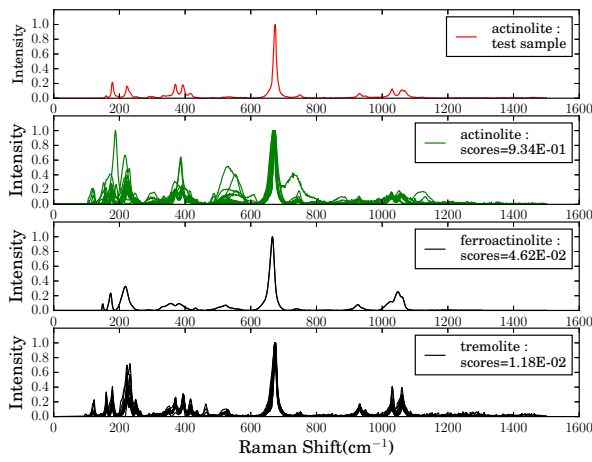 Intensity
1.0
0.8
0.6
0.4
0.2
0.0
actinolite :
test sample
0 200 400 600 800 1000 1200 1400 1600
Intensity
1.0
0.8
0.6
0.4
0.2
0.0
actinolite :
scores=9.34E-01
0 200 400 600 800 1000 1200 1400 1600
Intensity
1.0
0.8
0.6
0.4
0.2
0.0
ferroactinolite :
scores=4.62E-02
0 200 400 600 800 1000 1200 1400 1600
Intensity
1.0
0.8
0.6
0.4
0.2
0.0
tremolite :
scores=1.18E-02
0 200 400 600 800 1000 1200 1400 1600
Raman Shift(cm⁻¹)